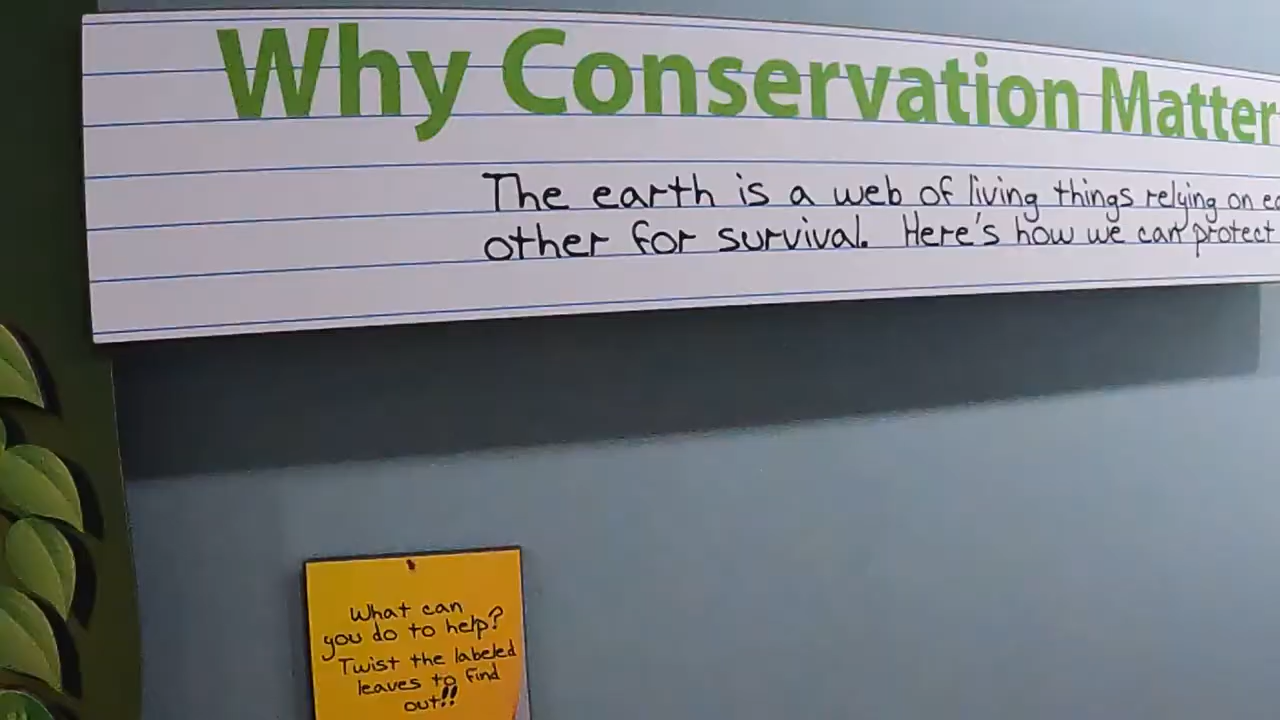 Why Conservation Matter
The earth is a web of living things relying on
other for survival. Here's how we can protect
What can
you do to help?
Twist the labeled
leaves to find
out!!